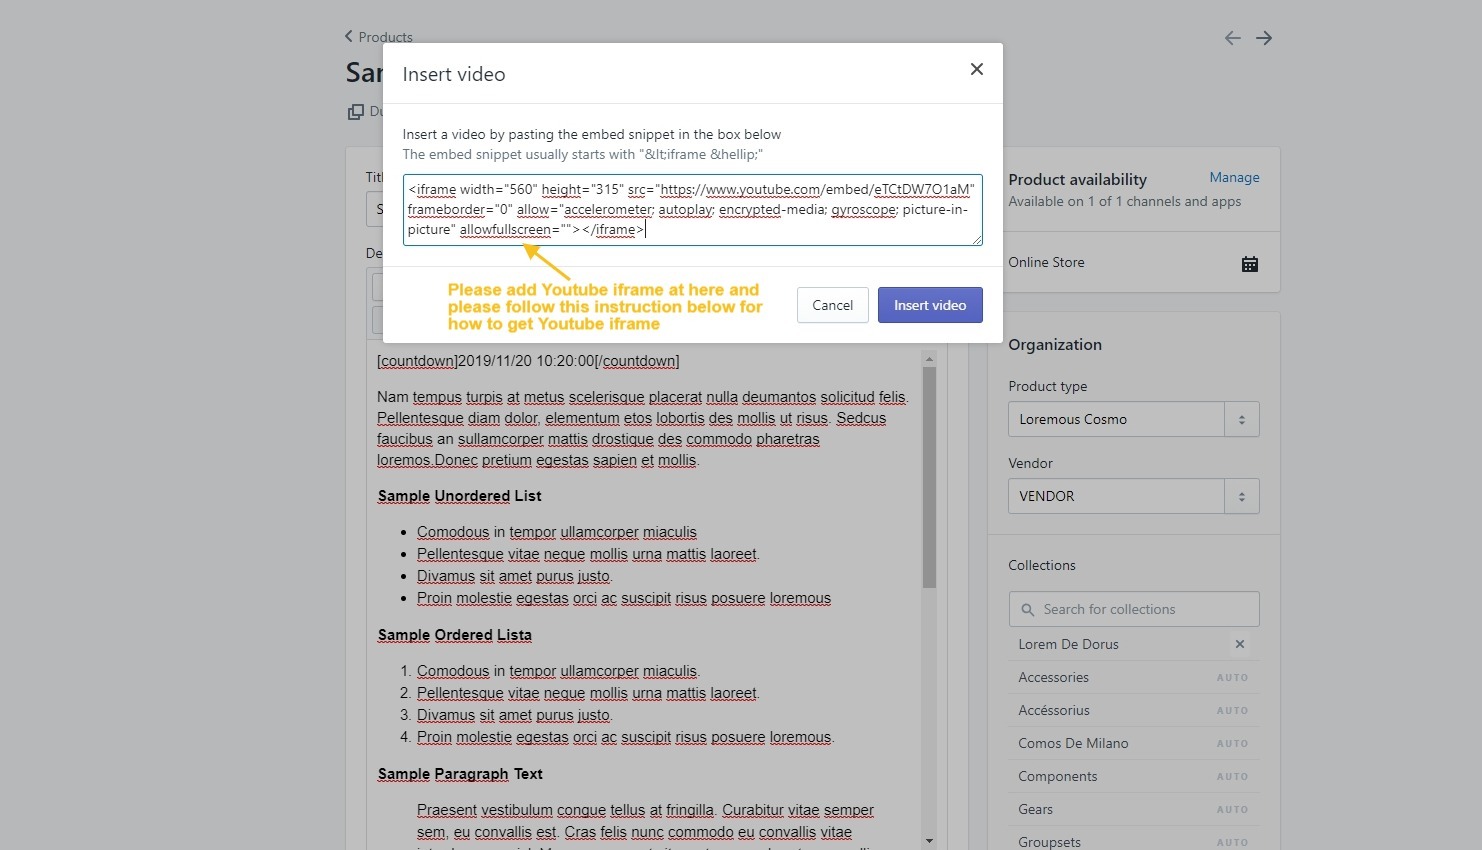 Products
Sar
Du
Insert video
Insert a video by pasting the embed snippet in the box below
The embed snippet usually starts with "&lt;iframe &hellip;"
<iframe width="560" height="315" src="https://www.youtube.com/embed/eTCtDW7O1aM"
frameborder="0" allow="accelerometer; autoplay; encrypted-media; gyroscope; picture-in-
picture" allowfullscreen=""></iframe>
Please add Youtube iframe at here and
please follow this instruction below for
how to get Youtube iframe
Cancel
Insert video
Titl
S
De
[countdown]2019/11/20 10:20:00[/countdown]
Nam tempus turpis at metus scelerisque placerat nulla deumantos solicitud felis.
Pellentesque diam dolor, elementum etos lobortis des mollis ut risus. Sedcus
faucibus an sullamcorper mattis drostique des commodo pharetras
loremos.Donec pretium egestas sapien et mollis.
Sample Unordered List
Comodous in tempor ullamcorper miaculis
Pellentesque vitae neque mollis urna mattis laoreet.
Divamus sit amet purus justo.
Proin molestie egestas orci ac suscipit risus posuere loremous
Sample Ordered Lista
1. Comodous in tempor ullamcorper miaculis.
2. Pellentesque vitae neque mollis urna mattis laoreet.
3. Divamus sit amet purus justo.
4. Proin molestie egestas orci ac suscipit risus posuere loremous.
Sample Paragraph Text
Praesent vestibulum congue tellus at fringilla. Curabitur vitae semper
sem, eu convallis est. Cras felis nunc commodo eu convallis vitae
Product availability
Manage
Available on 1 of 1 channels and apps
Online Store
Organization
Product type
Loremous Cosmo
Vendor
VENDOR
Collections
Search for collections
Lorem De Dorus
Accessories AUTO
Accéssorius AUTO
Comos De Milano AUTO
Components AUTO
Gears AUTO
Groupsets AUTO